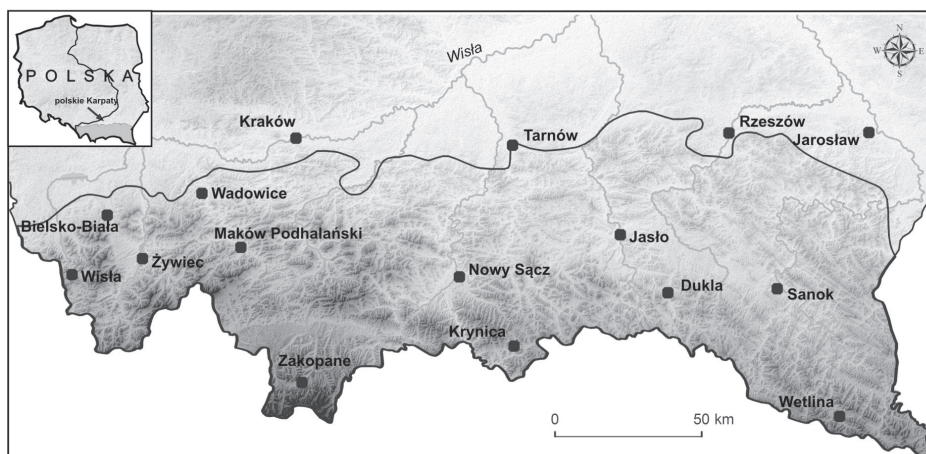 POLSKA
polskie Karpaty
Wisła
N
W E
S
Kraków
Tarnów
Rzeszów
Jarosław
Wadowice
Bielsko-Biała
Maków Podhalański
Jasło
Żywiec
Wisła
Nowy Sącz
Dukla
Sanok
Krynica
Zakopane
Wetlina
0 50 km